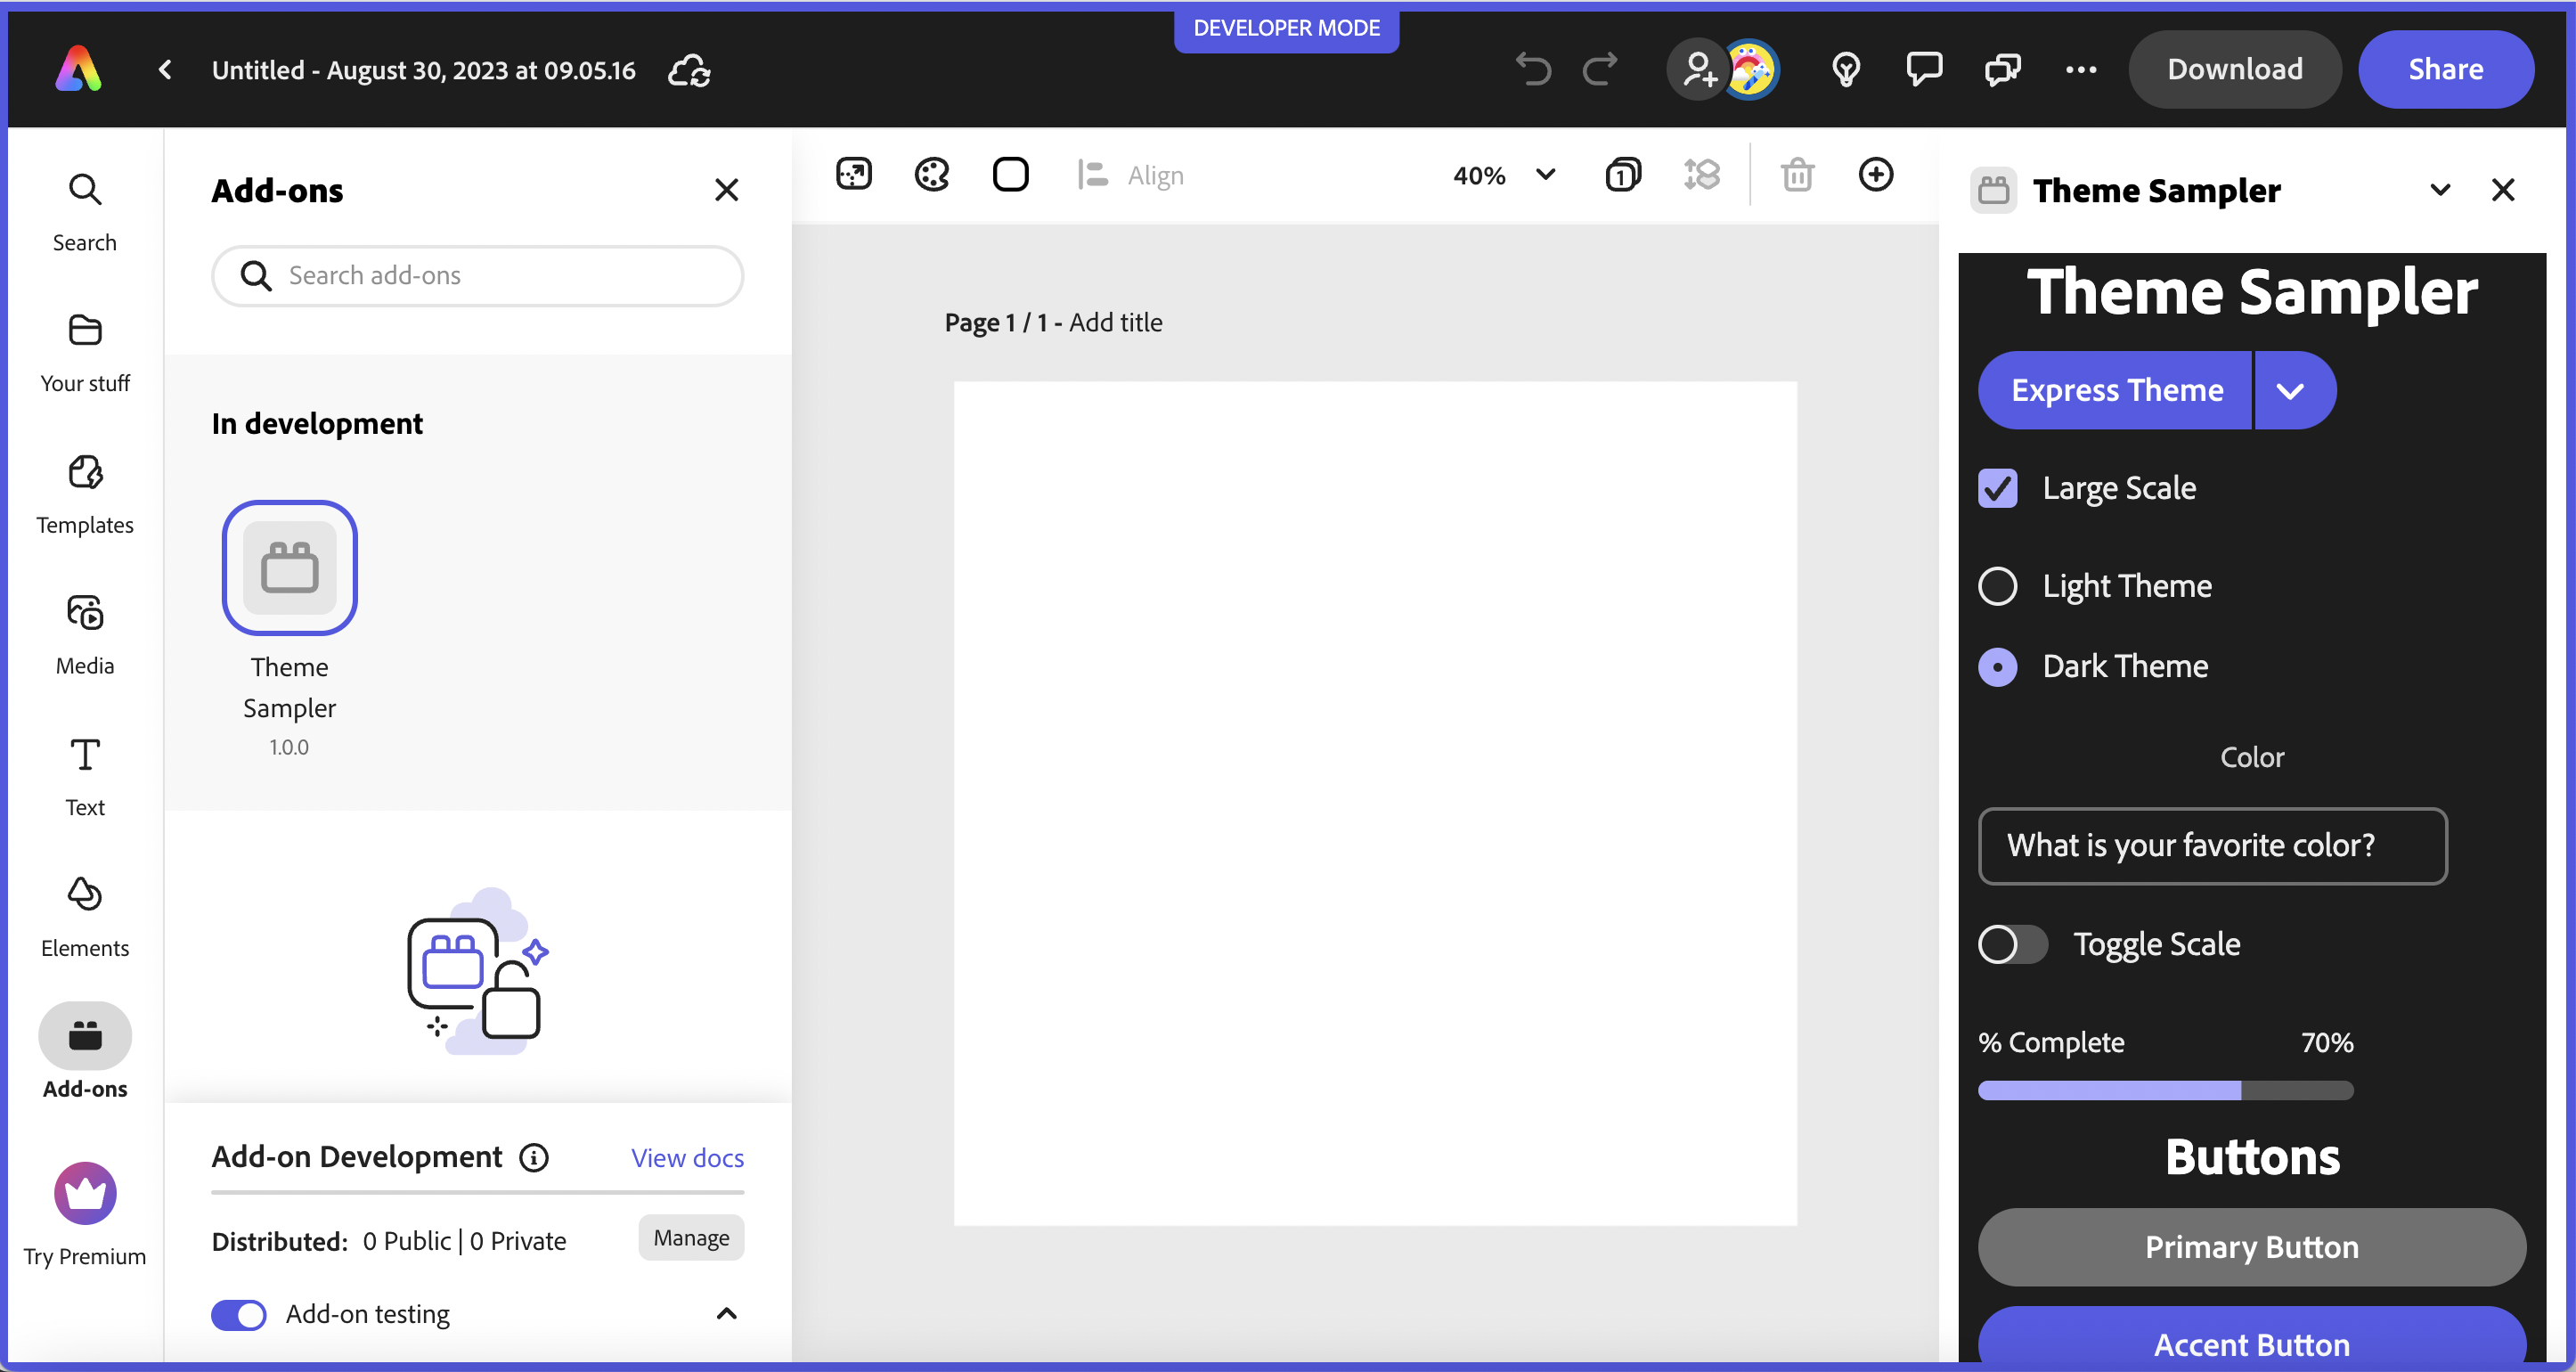 DEVELOPER MODE
Untitled - August 30, 2023 at 09.05.16
Download
Share
Search
Your stuff
Templates
Media
Text
Elements
Add-ons
Try Premium
Add-ons
Search add-ons
In development
Theme
Sampler
1.0.0
Add-on Development
View docs
Distributed: 0 Public | 0 Private
Manage
Add-on testing
Align
40%
1
Page 1 / 1 - Add title
Theme Sampler
Theme Sampler
Express Theme
Large Scale
Light Theme
Dark Theme
Color
What is your favorite color?
Toggle Scale
% Complete 70%
Buttons
Primary Button
Accent Button